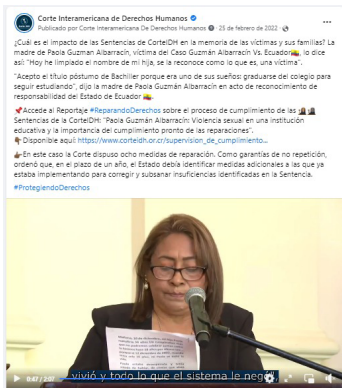 Corte Interamericana de Derechos Humanos
Publicado por Corte Interamericana De Derechos Humanos · 25 de febrero de 2022 ·
¿Cuál es el impacto de las Sentencias de CorteIDH en la memoria de las víctimas y sus familias? La
madre de Paola Guzman Albarracín, víctima del Caso Guzmán Albarracín Vs. Ecuador, lo dice
así: "Hoy he limpiado el nombre de mi hija, se la reconoce como lo que es, una víctima".
"Acepto el título póstumo de Bachiller porque era uno de sus sueños: graduarse del colegio para
seguir estudiando", dijo la madre de Paola Guzmán Albarracín en acto de reconocimiento de
responsabilidad del Estado de Ecuador.
Accede al Reportaje #ReparandoDerechos sobre el proceso de cumplimiento de las
Sentencias de la CorteIDH: "Paola Guzmán Albarracín: Violencia sexual en una institución
educativa y la importancia del cumplimiento pronto de las reparaciones".
Disponible aquí: https://www.corteidh.or.cr/supervision_de_cumplimiento...
En este caso la Corte dispuso ocho medidas de reparación. Como garantías de no repetición,
ordenó que, en el plazo de un año, el Estado debía identificar medidas adicionales a las que ya
estaba implementando para corregir y subsanar insuficiencias identificadas en la Sentencia.
#ProtegiendoDerechos
vivió y todo lo que el sistema le negó
0:47 / 2:07